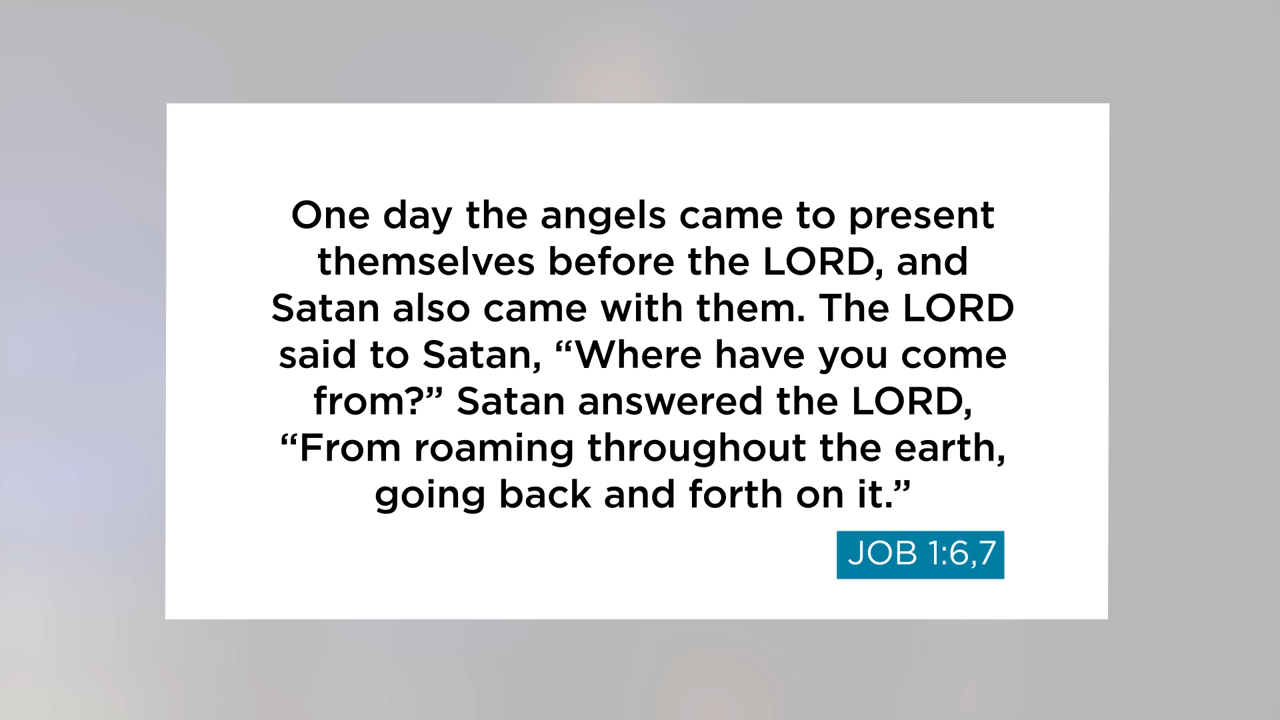 One day the angels came to present
themselves before the LORD, and
Satan also came with them. The LORD
said to Satan, “Where have you come
from?” Satan answered the LORD,
“From roaming throughout the earth,
going back and forth on it.”
JOB 1:6,7